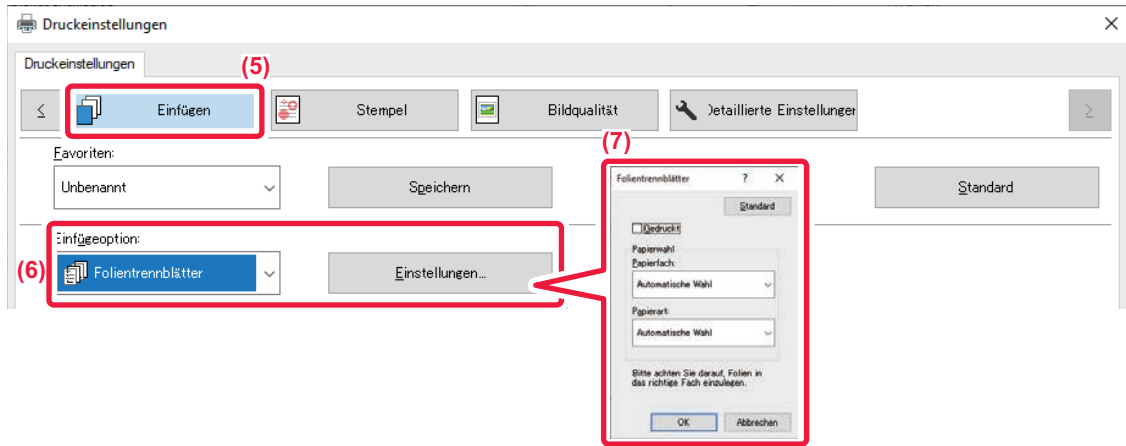 Druckeinstellungen
Druckeinstellungen
(5)
Einfügen
Stempel
Bildqualität
Detaillierte Einstellungen
(7)
Favoriten:
Unbenannt
Speichern
Standard
Einfügeoption:
(6)
Folientrennblätter
Einstellungen...
Folientrennblätter ?
Standard
Gedruckt
Papierwahl
Papierfach:
Automatische Wahl
Papierart:
Automatische Wahl
Bitte achten Sie darauf, Folien in
das richtige Fach einzulegen.
OK
Abbrechen